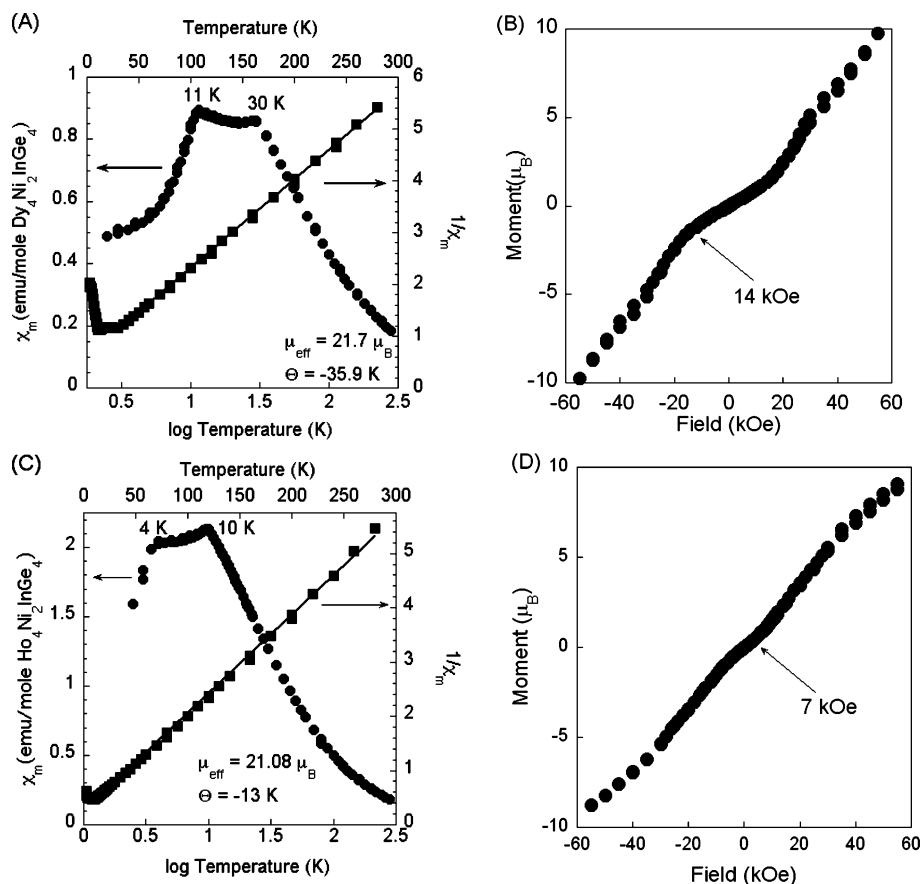 (A)
Temperature (K)
0 50 100 150 200 250 300
1
0.8
0.6
0.4
0.2
0
χm (emu/mole Dy4Ni2InGe4)
11 K
30 K
6
5
4
3
2
1
0
1/χm
μeff = 21.7 μB
Θ = -35.9 K
0.5 1 1.5 2 2.5
log Temperature (K)
(B)
10
5
0
-5
-10
Moment(μB)
14 kOe
-60 -40 -20 0 20 40 60
Field (kOe)
(C)
Temperature (K)
0 50 100 150 200 250 300
2
1.5
1
0.5
0
χm (emu/mole Ho4Ni2InGe4)
4 K
10 K
5
4
3
2
1
0
1/χm
μeff = 21.08 μB
Θ = -13 K
0 0.5 1 1.5 2 2.5
log Temperature (K)
(D)
10
5
0
-5
-10
Moment (μB)
7 kOe
-60 -40 -20 0 20 40 60
Field (kOe)